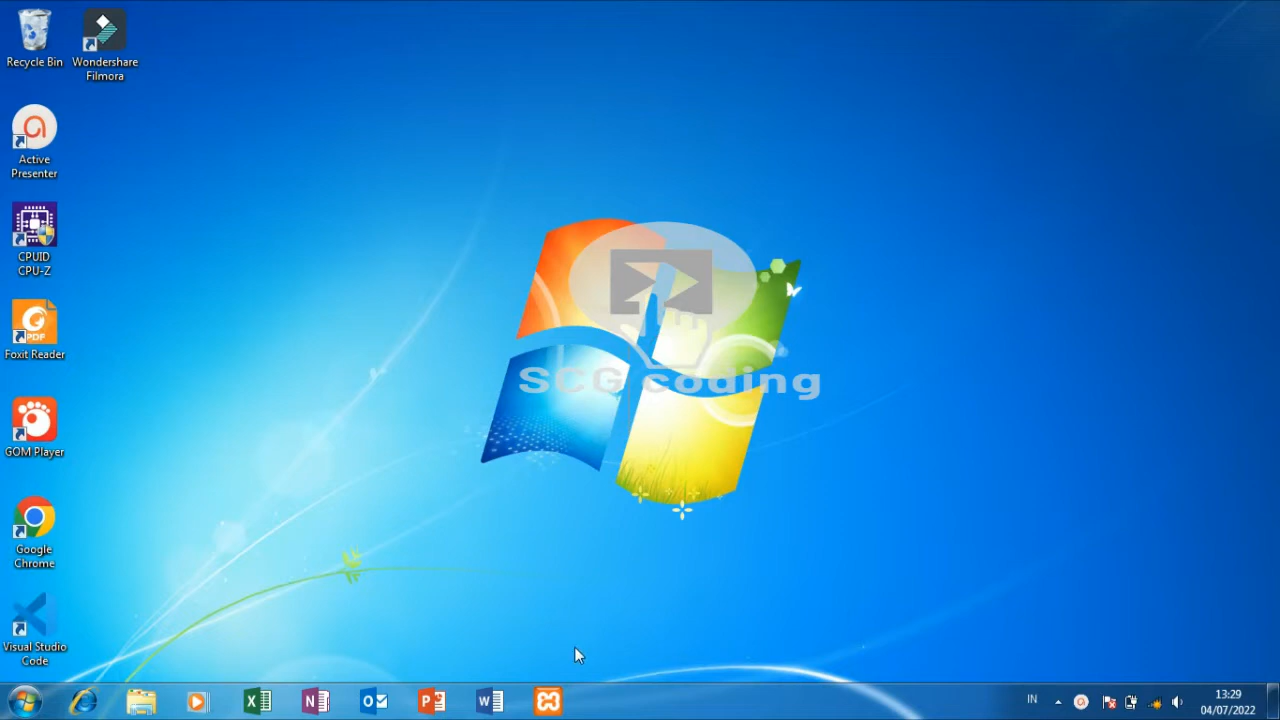 Recycle Bin
Wondershare
Filmora
Active
Presenter
CPUID
CPU-Z
PDF
Foxit Reader
GOM Player
Google
Chrome
Visual Studio
Code
SCG coding
IN
13:29
04/07/2022